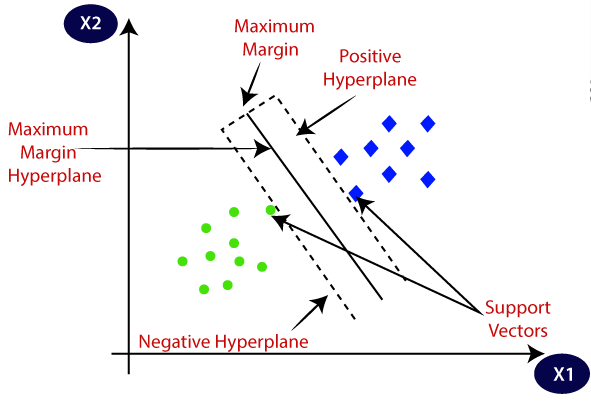 X2
Maximum
Margin
Positive
Hyperplane
Maximum
Margin
Hyperplane
Support
Vectors
Negative Hyperplane
X1